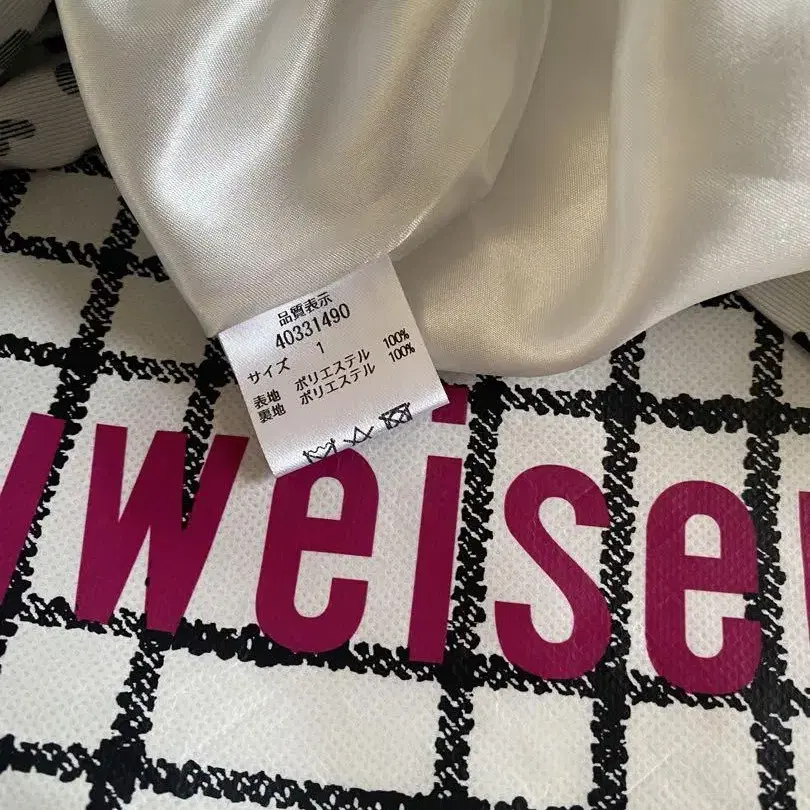 品質表示
40331490
サイズ 1
表地 ポリエステル 100%
裏地 ポリエステル 100%
weise